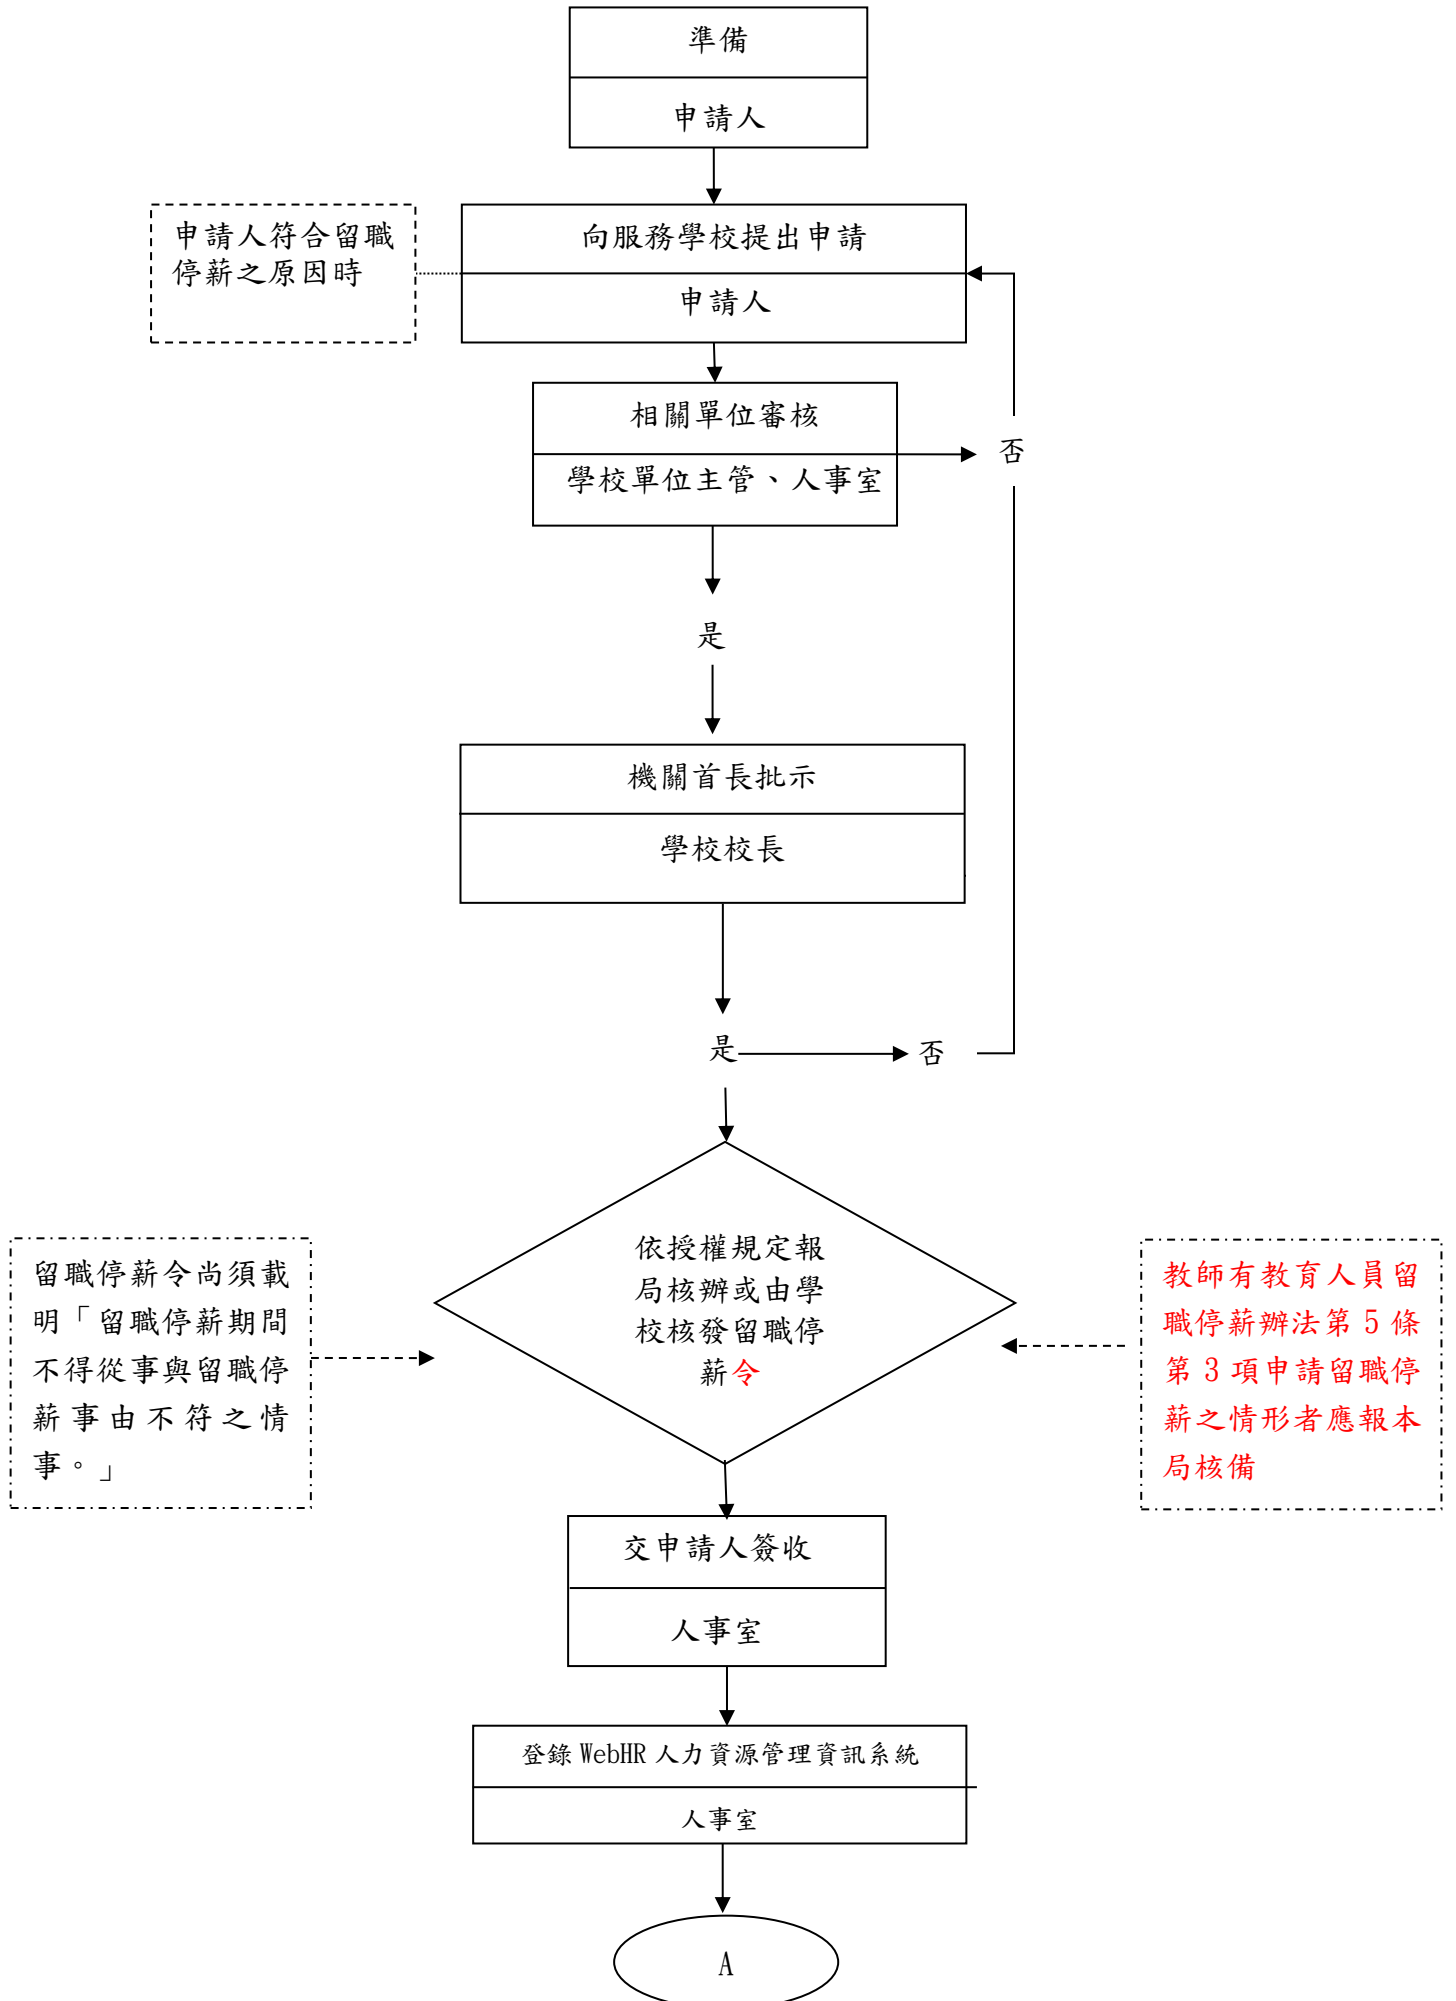 準備
申請人
申請人符合留職
停薪之原因時
向服務學校提出申請
申請人
相關單位審核
學校單位主管、人事室
否
是
機關首長批示
學校校長
是
否
依授權規定報
局核辦或由學
校核發留職停
薪令
留職停薪令尚須載
明「留職停薪期間
不得從事與留職停
薪事由不符之情
事。」
教師有教育人員留
職停薪辦法第 5 條
第 3 項申請留職停
薪之情形者應報本
局核備
交申請人簽收
人事室
登錄 WebHR 人力資源管理資訊系統
人事室
A